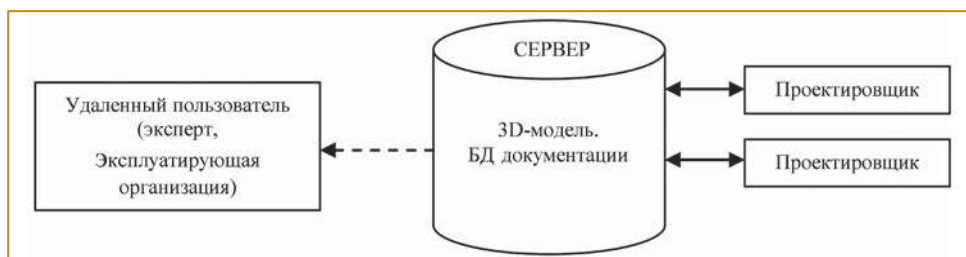 СЕРВЕР
Удаленный пользователь
(эксперт,
Эксплуатирующая
организация)
3D-модель.
БД документации
Проектировщик
Проектировщик